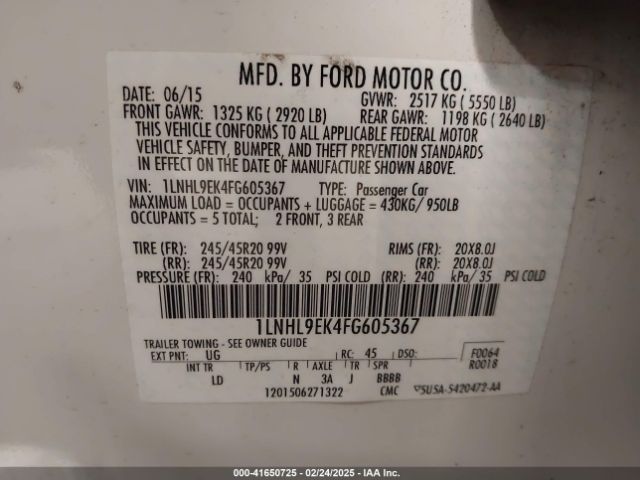 MFD. BY FORD MOTOR CO.
DATE: 06/15 GVWR: 2517 KG ( 5550 LB)
FRONT GAWR: 1325 KG ( 2920 LB) REAR GAWR: 1198 KG ( 2640 LB)
THIS VEHICLE CONFORMS TO ALL APPLICABLE FEDERAL MOTOR
VEHICLE SAFETY, BUMPER, AND THEFT PREVENTION STANDARDS
IN EFFECT ON THE DATE OF MANUFACTURE SHOWN ABOVE.
VIN: 1LNHL9EK4FG605367 TYPE: Passenger Car
MAXIMUM LOAD = OCCUPANTS + LUGGAGE = 430KG/ 950LB
OCCUPANTS = 5 TOTAL; 2 FRONT, 3 REAR
TIRE (FR): 245/45R20 99V RIMS (FR): 20X8.0J
(RR): 245/45R20 99V (RR): 20X8.0J
PRESSURE (FR): 240 kPa/ 35 PSI COLD (RR): 240 kPa/ 35 PSI COLD
1LNHL9EK4FG605367
TRAILER TOWING - SEE OWNER GUIDE
EXT PNT: UG RC: 45 DSO: F0064
INT TR TP/PS R AXLE TR SPR R0018
LD N 3A J BBBB
1201506271322 CMC 5U5A-5420472-AA
000-41650725 - 02/24/2025 - IAA Inc.